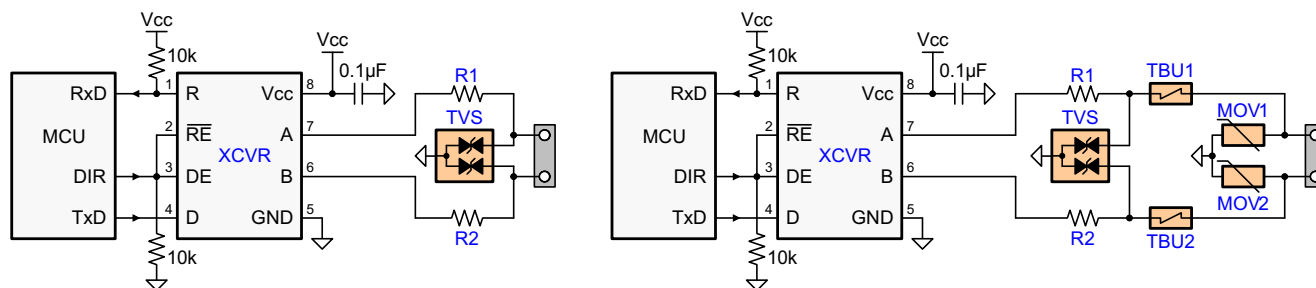 Vcc
10k
Vcc
0.1µF
RxD
1
R
Vcc
8
R1
MCU
2
RE
A
7
TVS
XCVR
DIR
3
DE
B
6
TxD
4
D
GND
5
R2
10k
Vcc
10k
Vcc
0.1µF
RxD
1
R
Vcc
8
R1
TBU1
MCU
2
RE
A
7
TVS
MOV1
XCVR
DIR
3
DE
B
6
MOV2
TxD
4
D
GND
5
R2
TBU2
10k